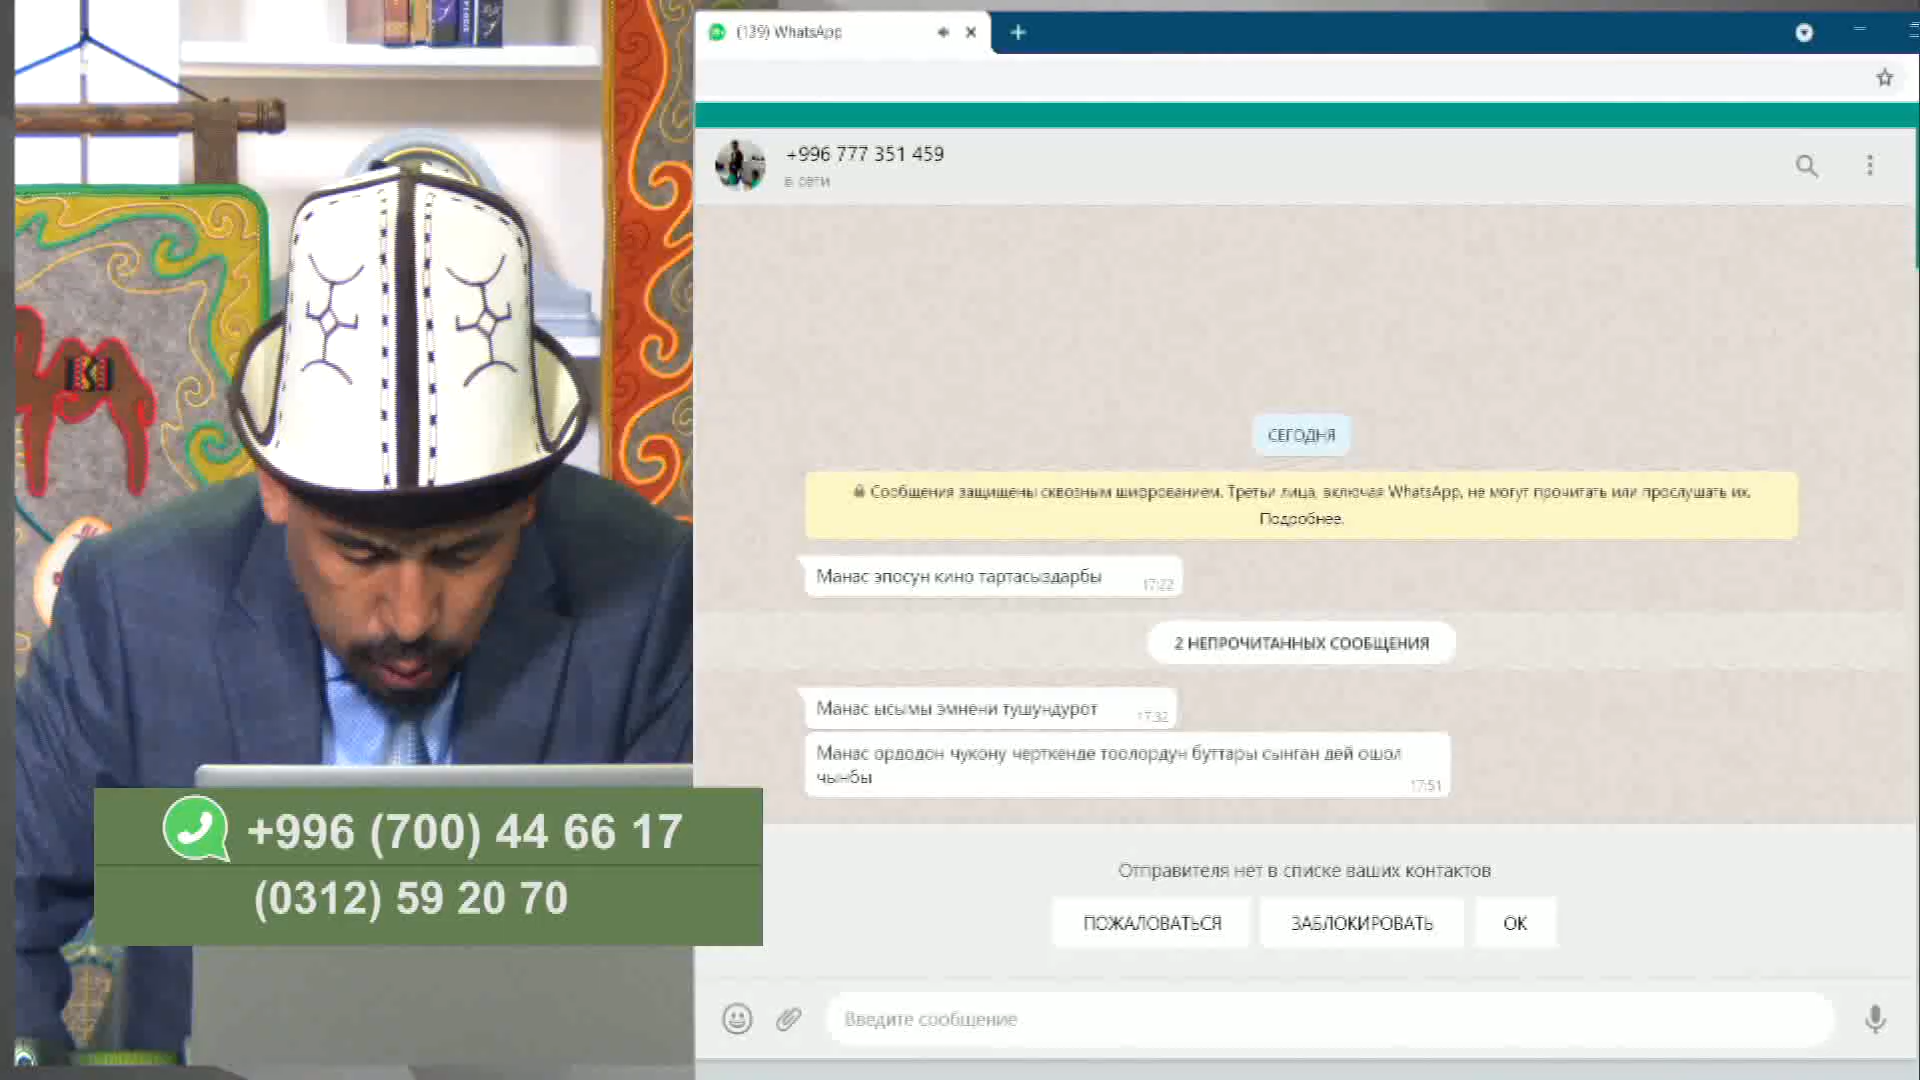 (139) WhatsApp
+996 777 351 459
в сети
СЕГОДНЯ
Сообщения защищены сквозным шифрованием. Третьи лица, включая WhatsApp, не могут прочитать или прослушать их.
Подробнее.
Манас эпосун кино тартасыздарбы
17:22
2 НЕПРОЧИТАННЫХ СООБЩЕНИЯ
Манас ысымы эмнени тушундурот
17:32
Манас ордодон чукону черткенде тоолордун буттары сынган дей ошол
чынбы
17:51
+996 (700) 44 66 17
(0312) 59 20 70
Отправителя нет в списке ваших контактов
ПОЖАЛОВАТЬСЯ ЗАБЛОКИРОВАТЬ ОК
Введите сообщение